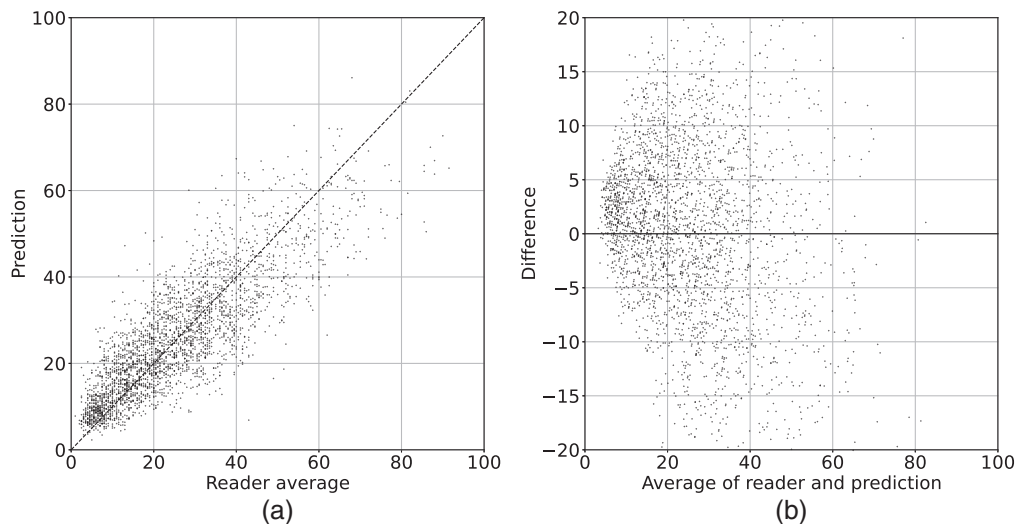 100
80
60
40
20
0
Prediction
0 20 40 60 80 100
Reader average
(a)
20
15
10
5
0
−5
−10
−15
−20
Difference
0 20 40 60 80 100
Average of reader and prediction
(b)